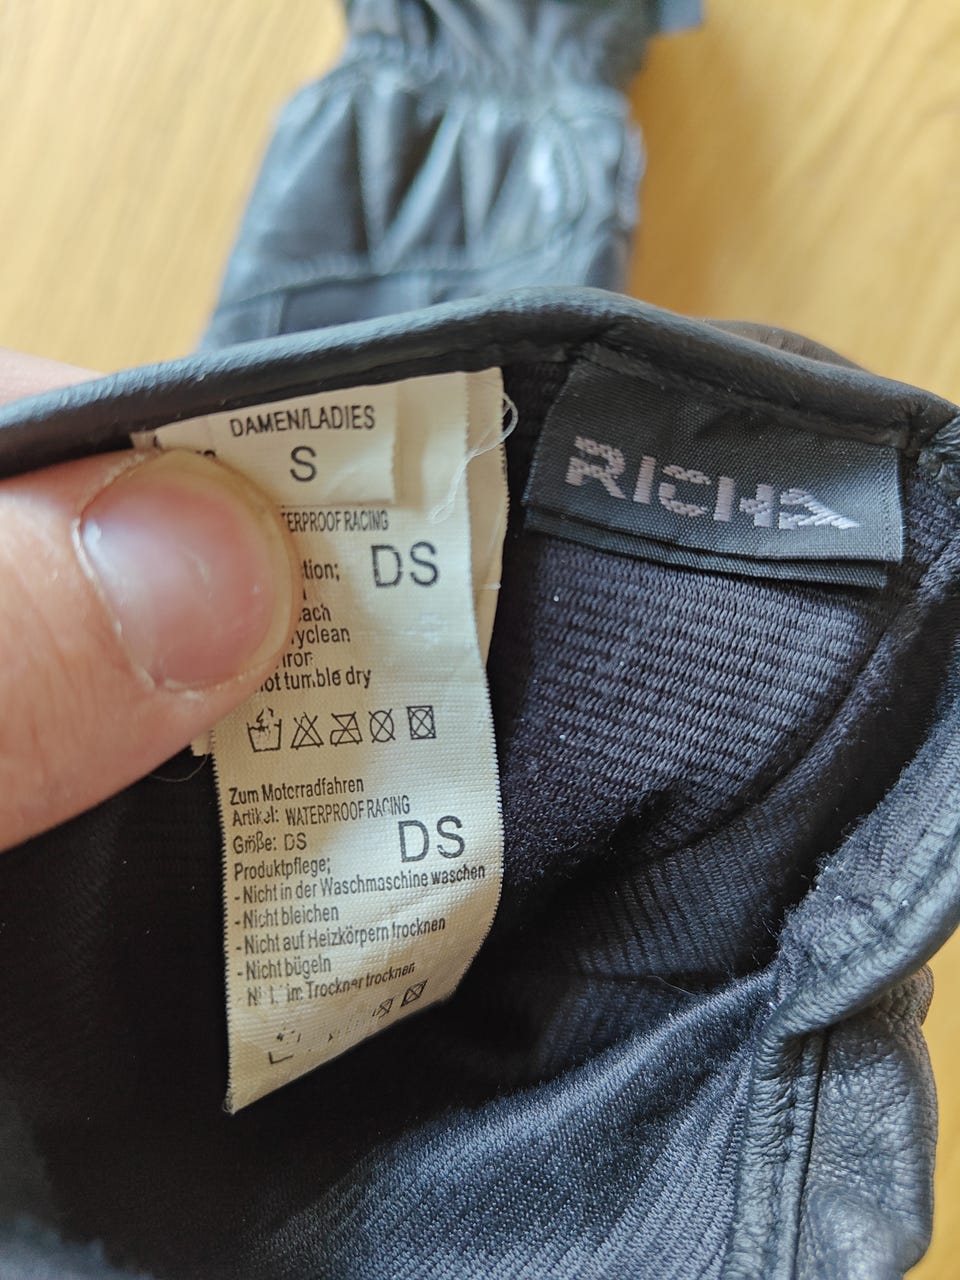 DAMEN/LADIES
S
TERPROOF RACING
tion; DS
each
yclean
iron
not tumble dry
Zum Motorradfahren
Artikel: WATERPROOF RACING
Größe: DS DS
Produktpflege;
- Nicht in der Waschmaschine waschen
- Nicht bleichen
- Nicht auf Heizkörpern trocknen
- Nicht bügeln
im Trockner trocknen
RICHA